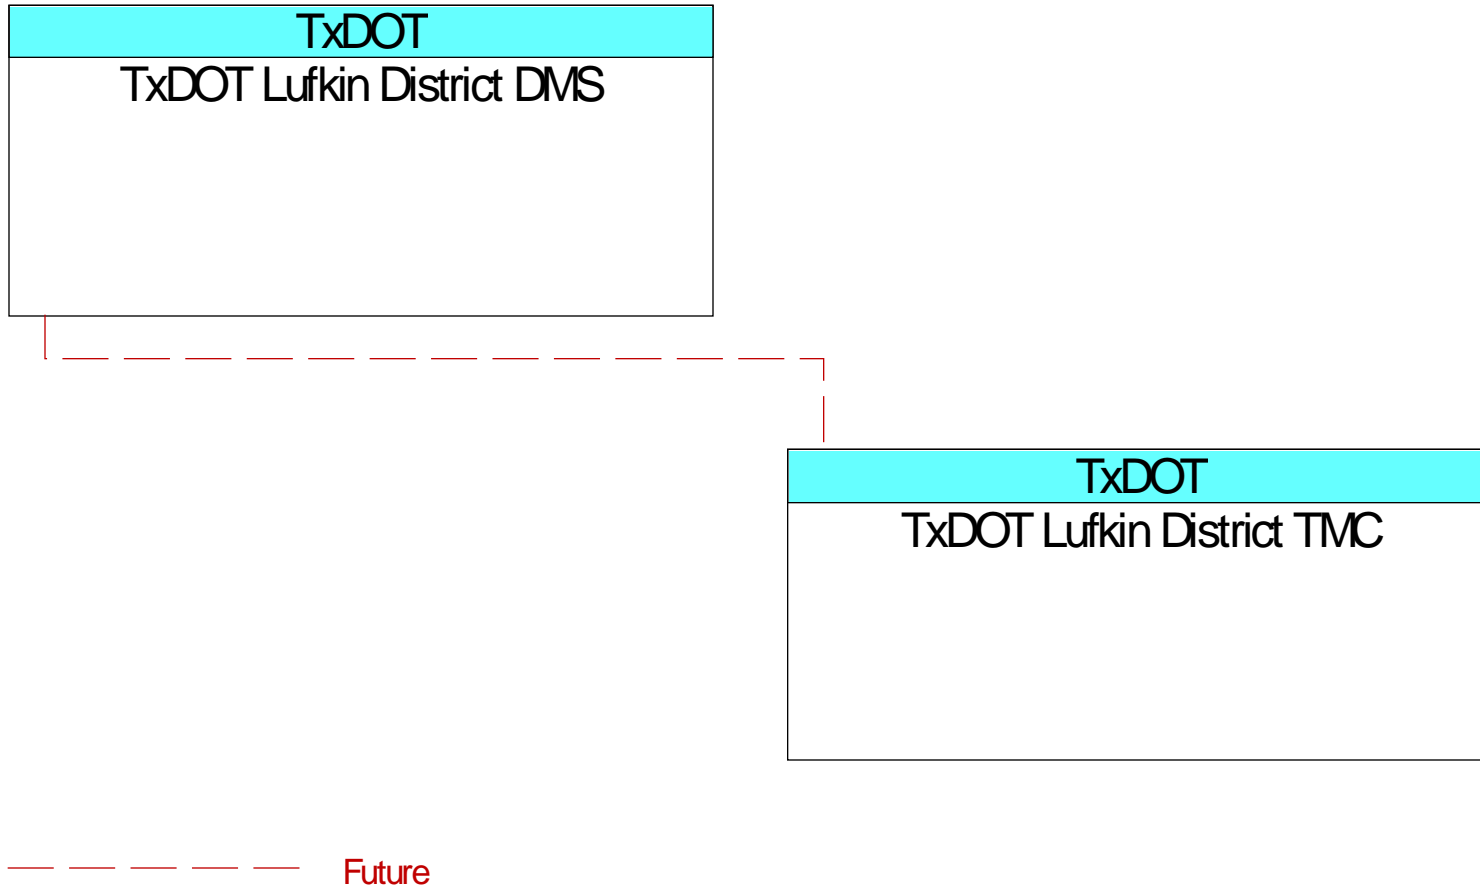 TxDOT
TxDOT Lufkin District DMS
TxDOT
TxDOT Lufkin District TMC
Future